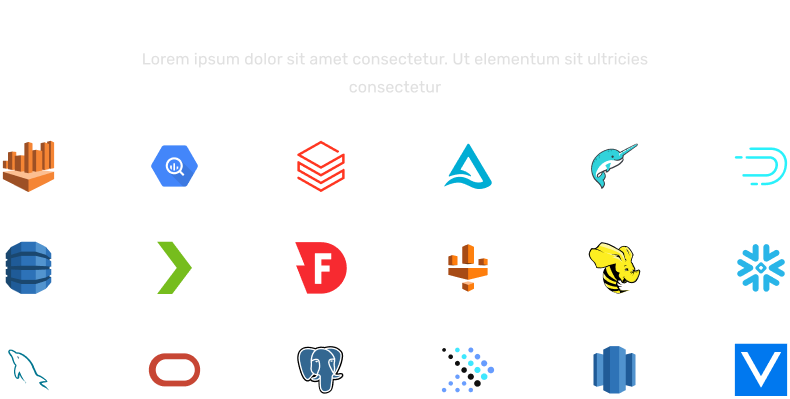 Lorem ipsum dolor sit amet consectetur. Ut elementum sit ultricies
consectetur
F
V